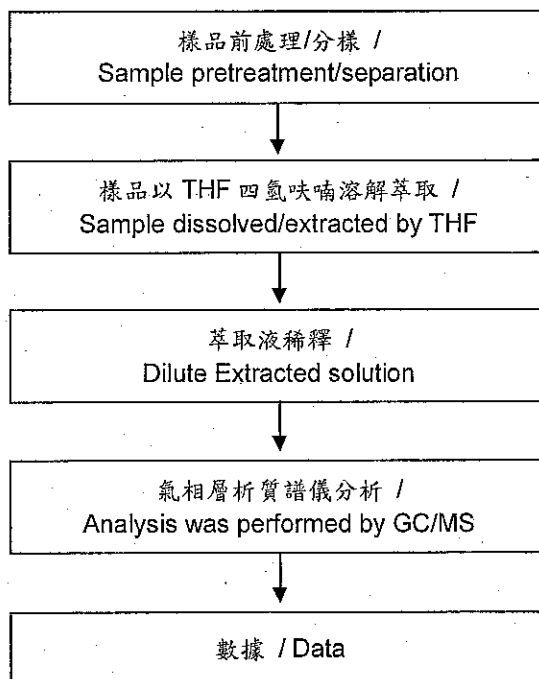 樣品前處理/分樣 /
Sample pretreatment/separation
樣品以 THF 四氫呋喃溶解萃取 /
Sample dissolved/extracted by THF
萃取液稀釋 /
Dilute Extracted solution
氣相層析質譜儀分析 /
Analysis was performed by GC/MS
數據 / Data